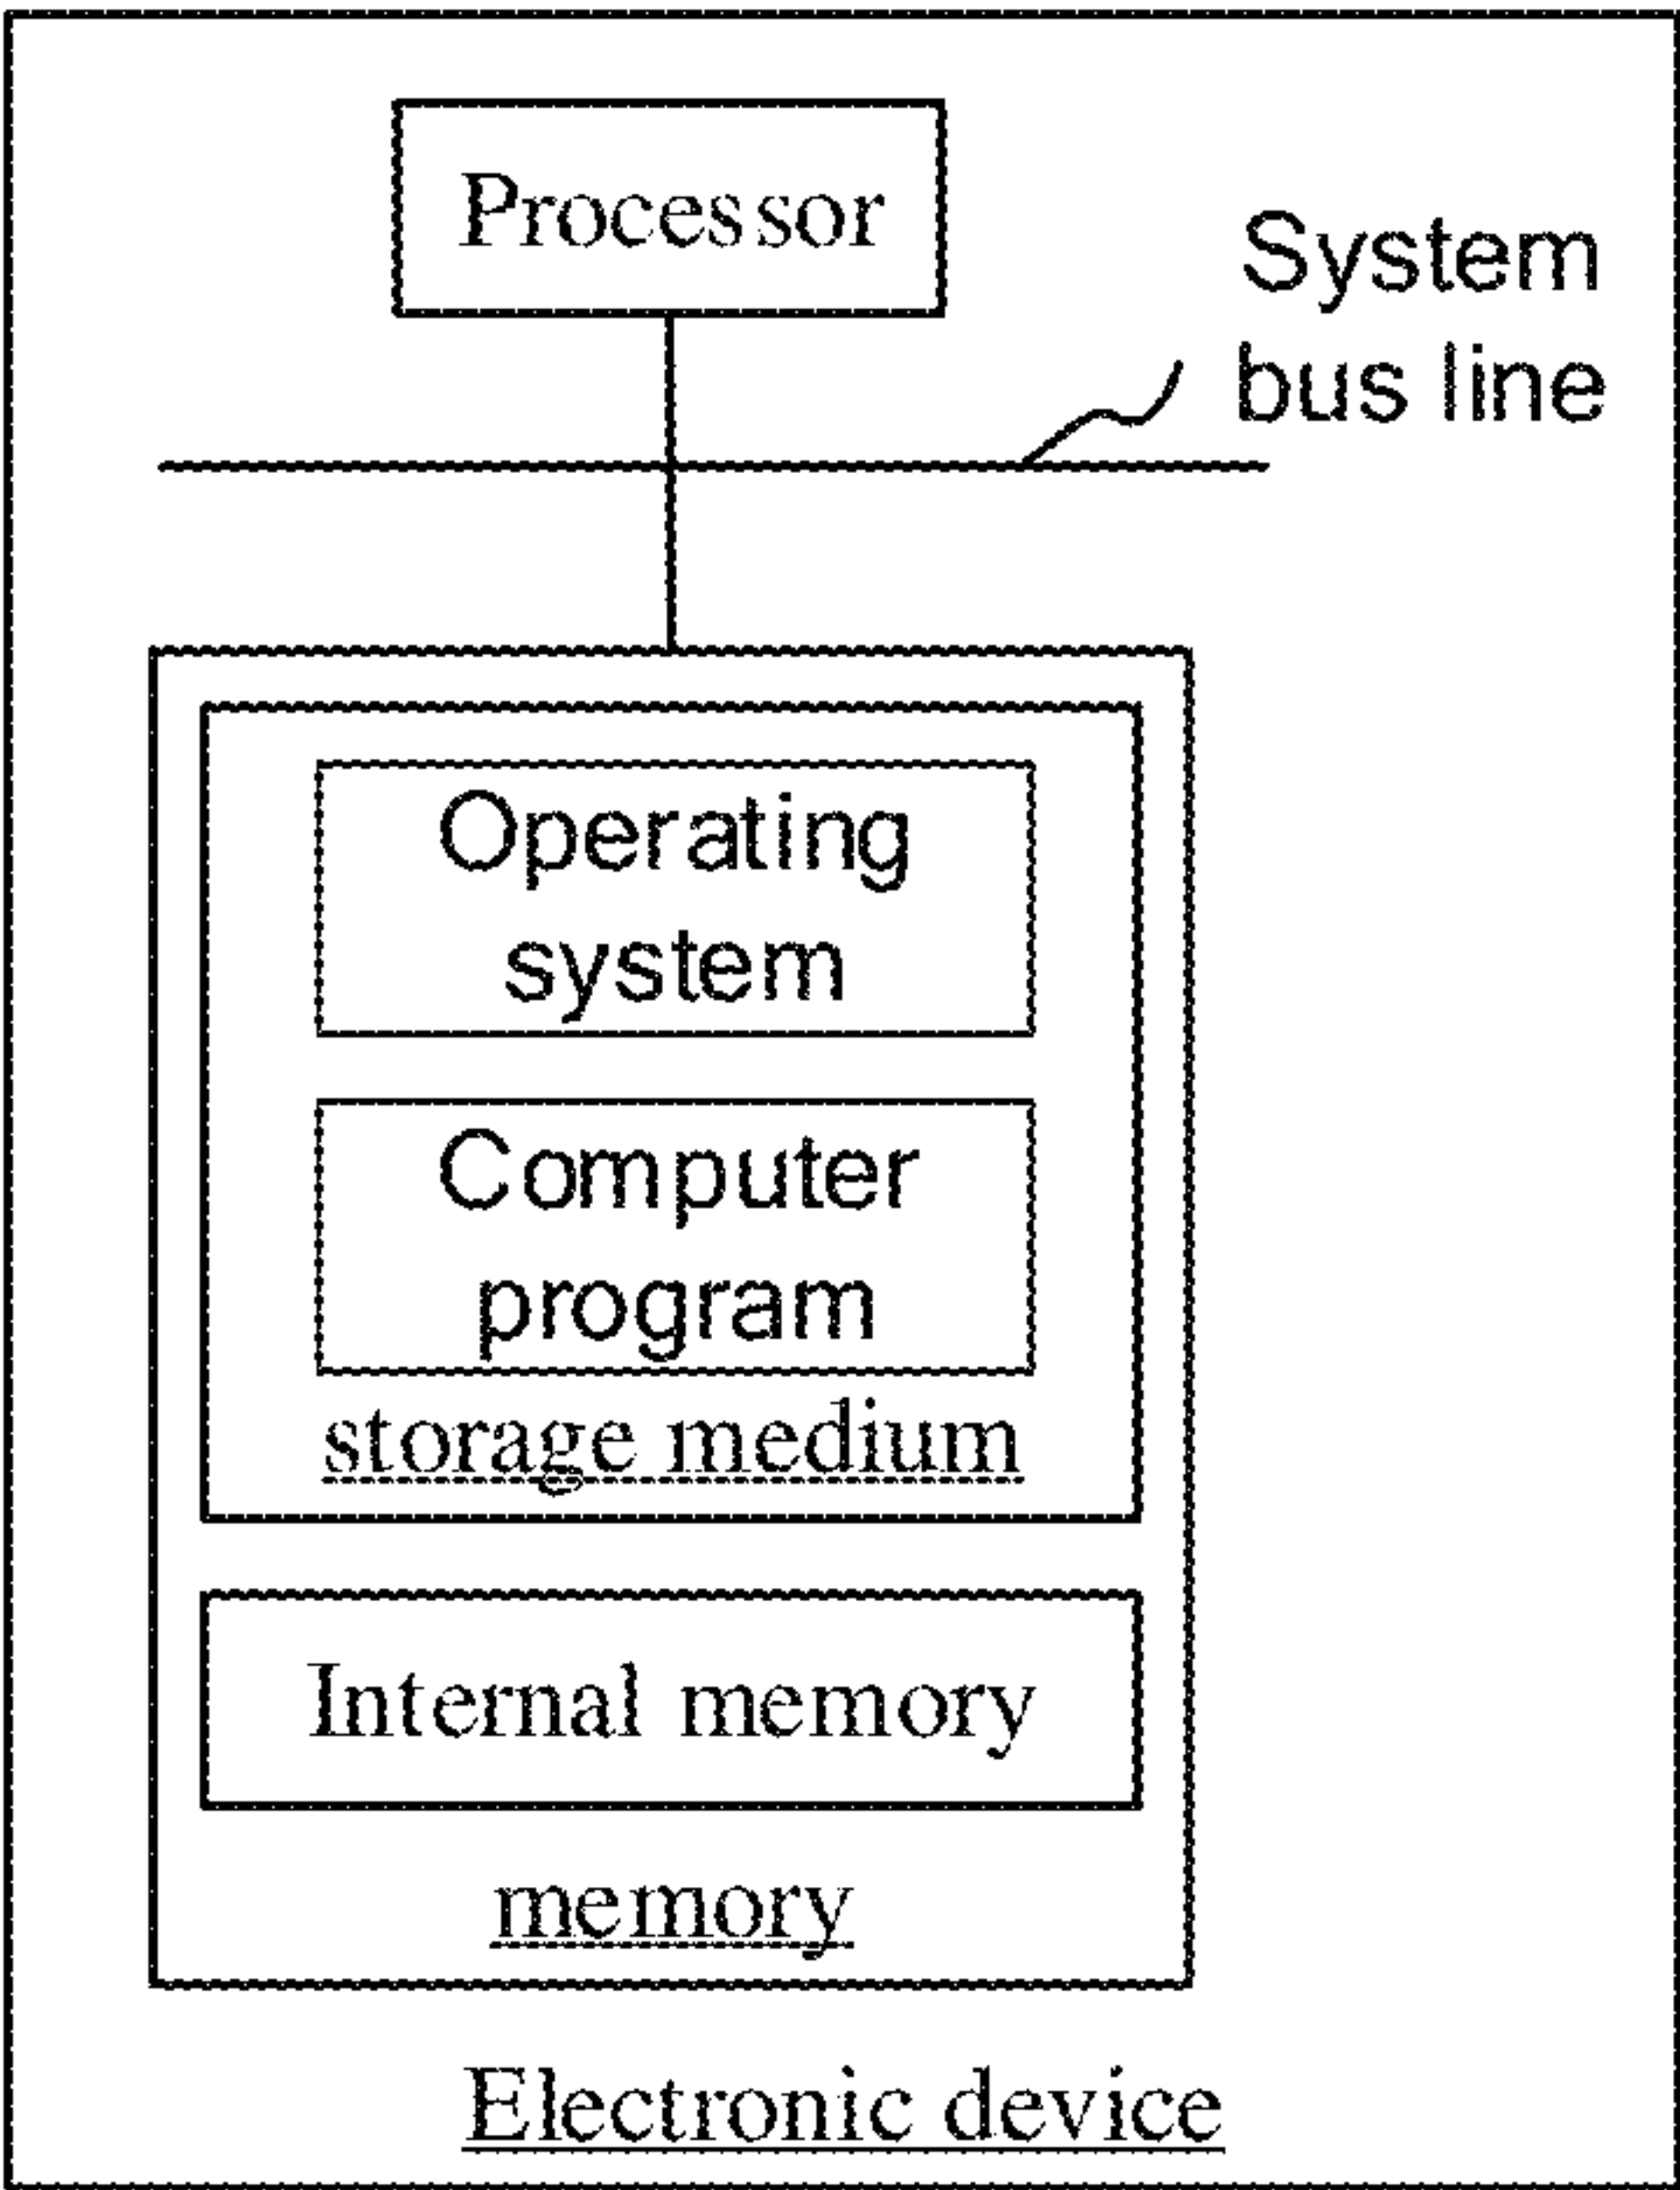 Processor
System
bus line
Operating
system
Computer
program
storage medium
Internal memory
memory
Electronic device